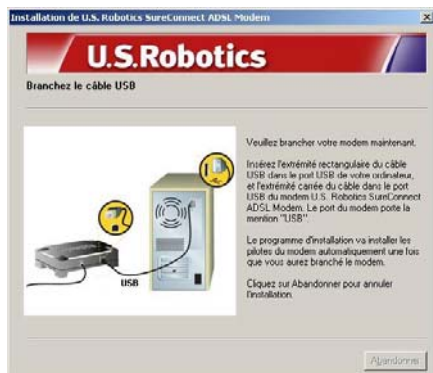 Installation de U.S. Robotics SureConnect ADSL Modem
U.S.Robotics
Branchez le câble USB
Veuillez brancher votre modem maintenant.
Insérez l'extrémité rectangulaire du câble
USB dans le port USB de votre ordinateur,
et l'extrémité carrée du câble dans le port
USB du modem U.S. Robotics SureConnect
ADSL Modem. Le port du modem porte la
mention "USB".
Le programme d'installation va installer les
pilotes du modem automatiquement une fois
que vous aurez branché le modem.
Cliquez sur Abandonner pour annuler
l'installation.
USB
Abandonner